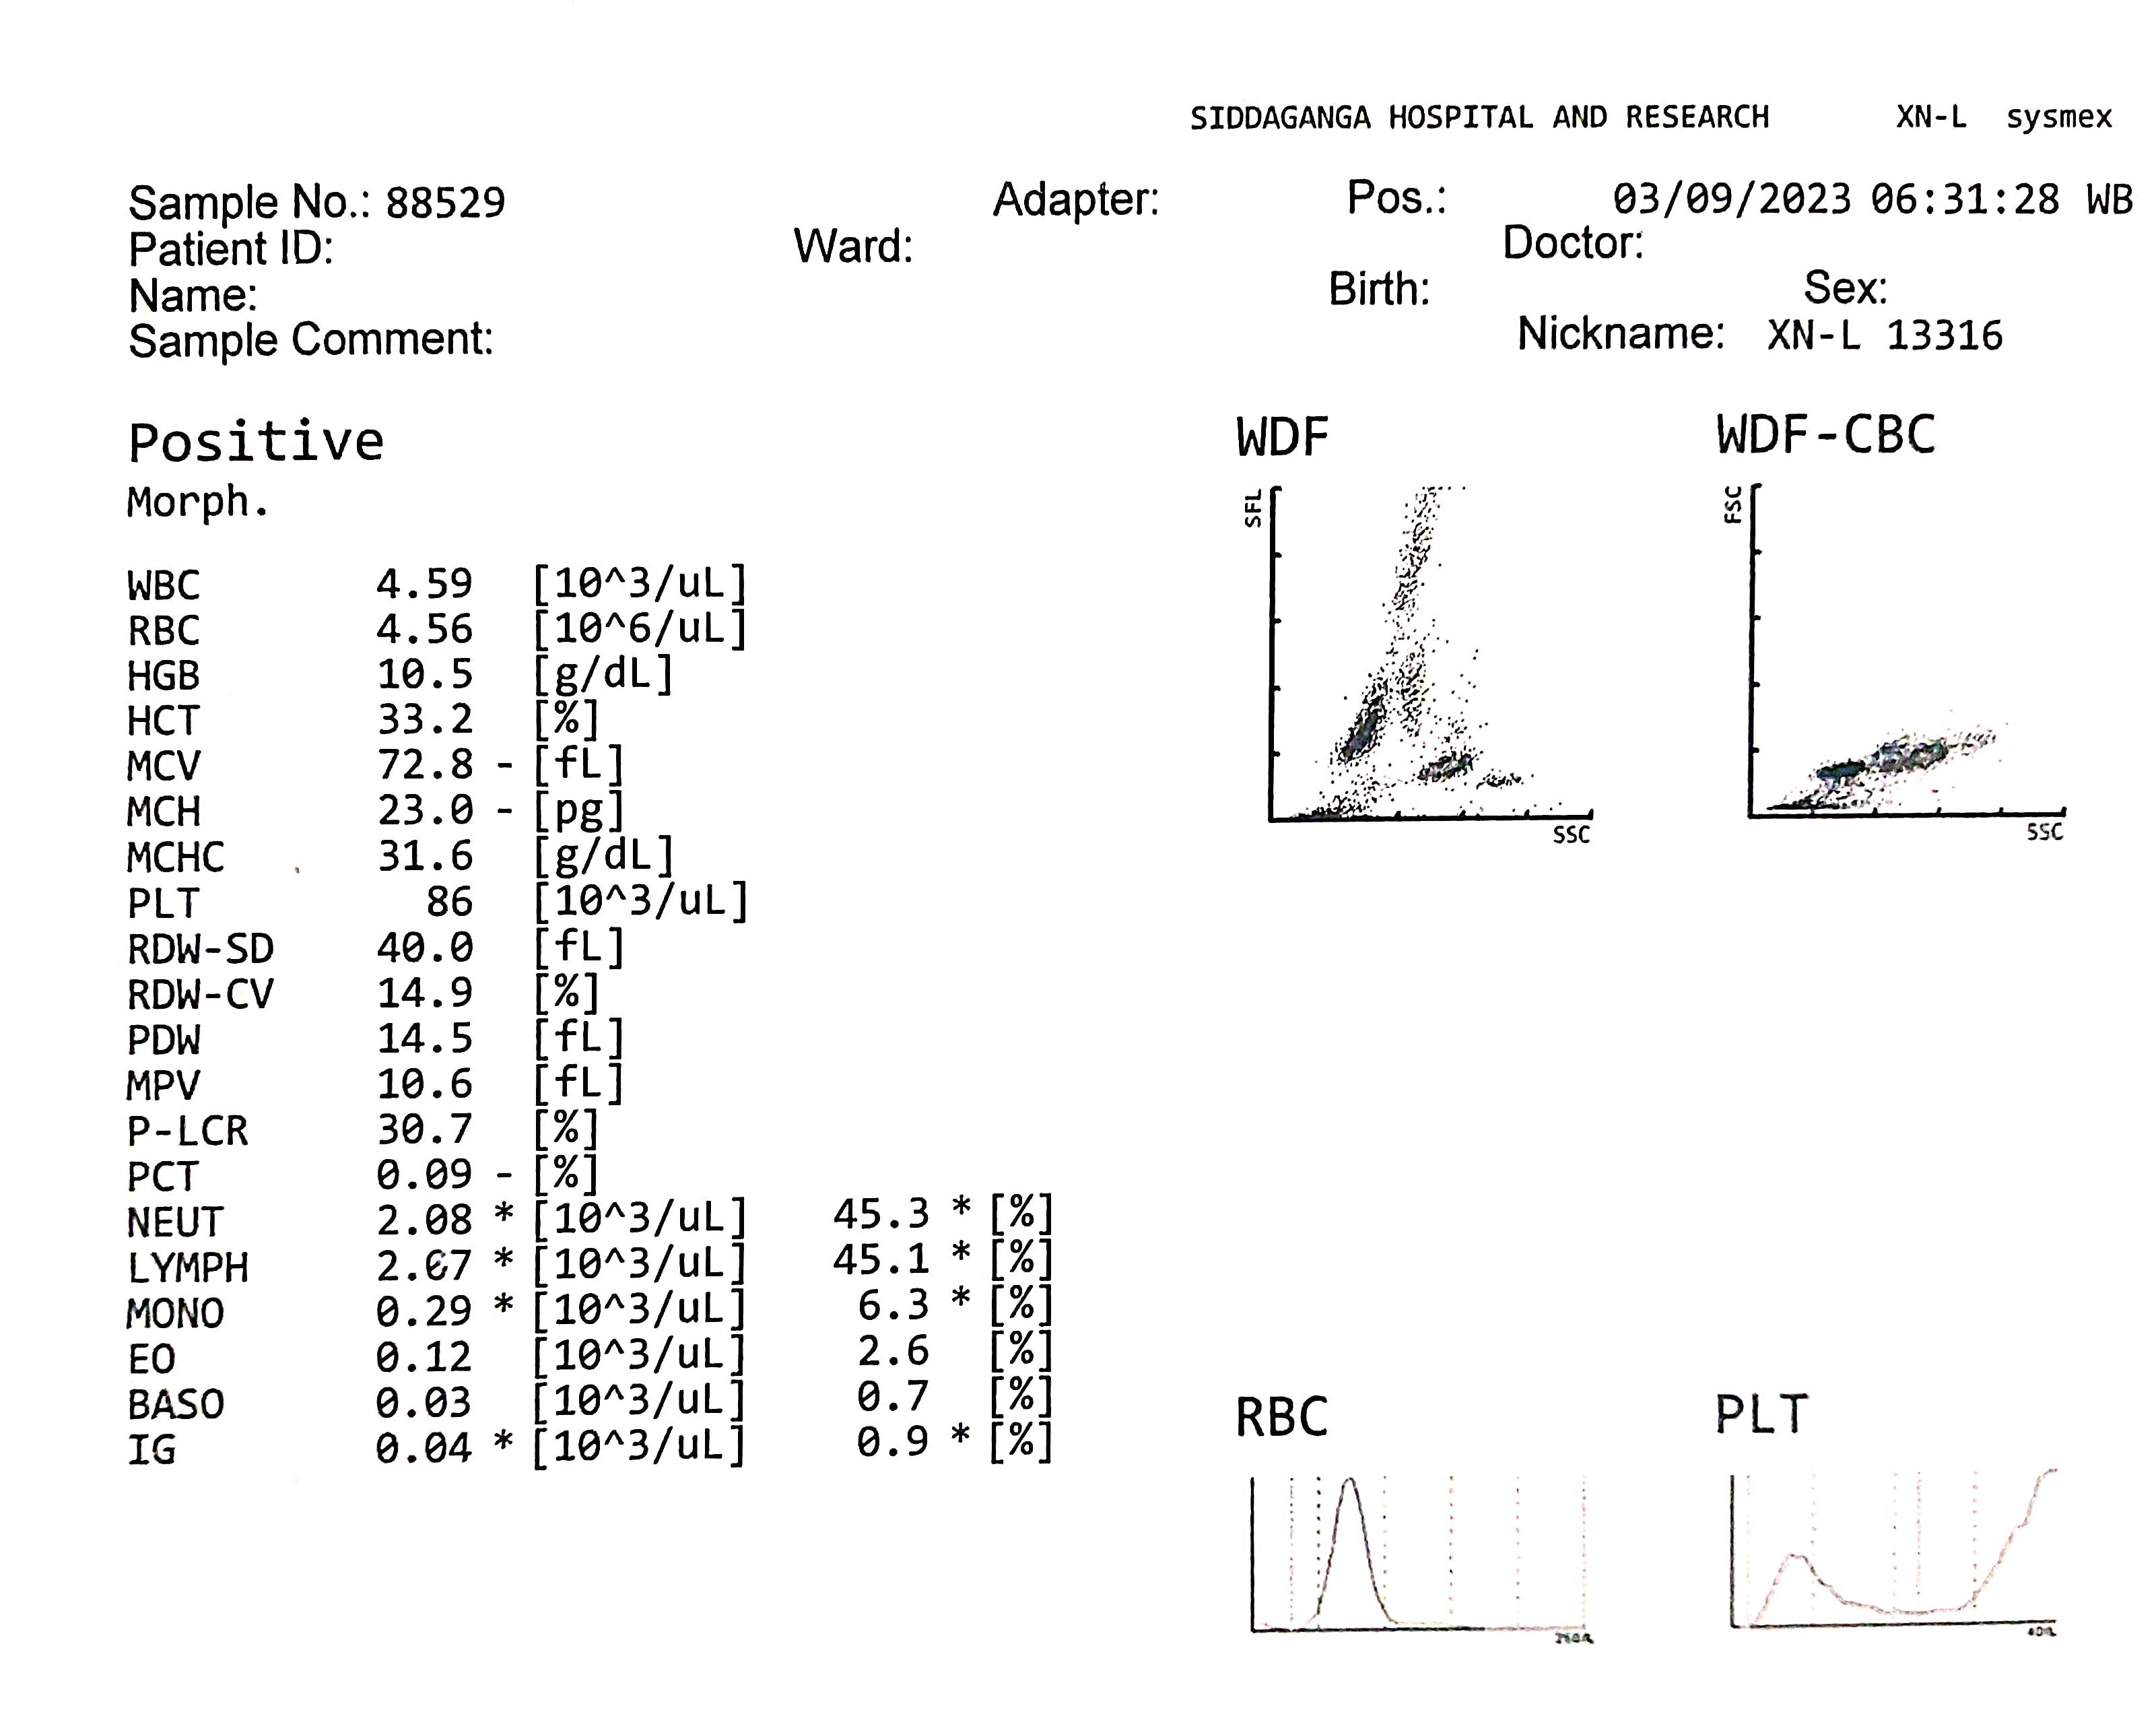 SIDDAGANGA HOSPITAL AND RESEARCH XN-L sysmex
Sample No.: 88529 Adapter: Pos.: 03/09/2023 06:31:28 WB
Patient ID: Ward: Doctor:
Name: Birth: Sex:
Sample Comment: Nickname: XN-L 13316
Positive
Morph.
WBC 4.59 [10^3/uL]
RBC 4.56 [10^6/uL]
HGB 10.5 [g/dL]
HCT 33.2 [%]
MCV 72.8 - [fL]
MCH 23.0 - [pg]
MCHC 31.6 [g/dL]
PLT 86 [10^3/uL]
RDW-SD 40.0 [fL]
RDW-CV 14.9 [%]
PDW 14.5 [fL]
MPV 10.6 [fL]
P-LCR 30.7 [%]
PCT 0.09 - [%]
NEUT 2.08 * [10^3/uL] 45.3 * [%]
LYMPH * [10^3/uL] 45.1 * [%]
MONO 0.29 * [10^3/uL] 6.3 * [%]
EO 0.12 [10^3/uL] 2.6 [%]
BASO 0.03 [10^3/uL] 0.7 [%]
IG 0.04 * [10^3/uL] 0.9 * [%]
WDF
SFL
SSC
WDF-CBC
FSC
SSC
RBC
PLT